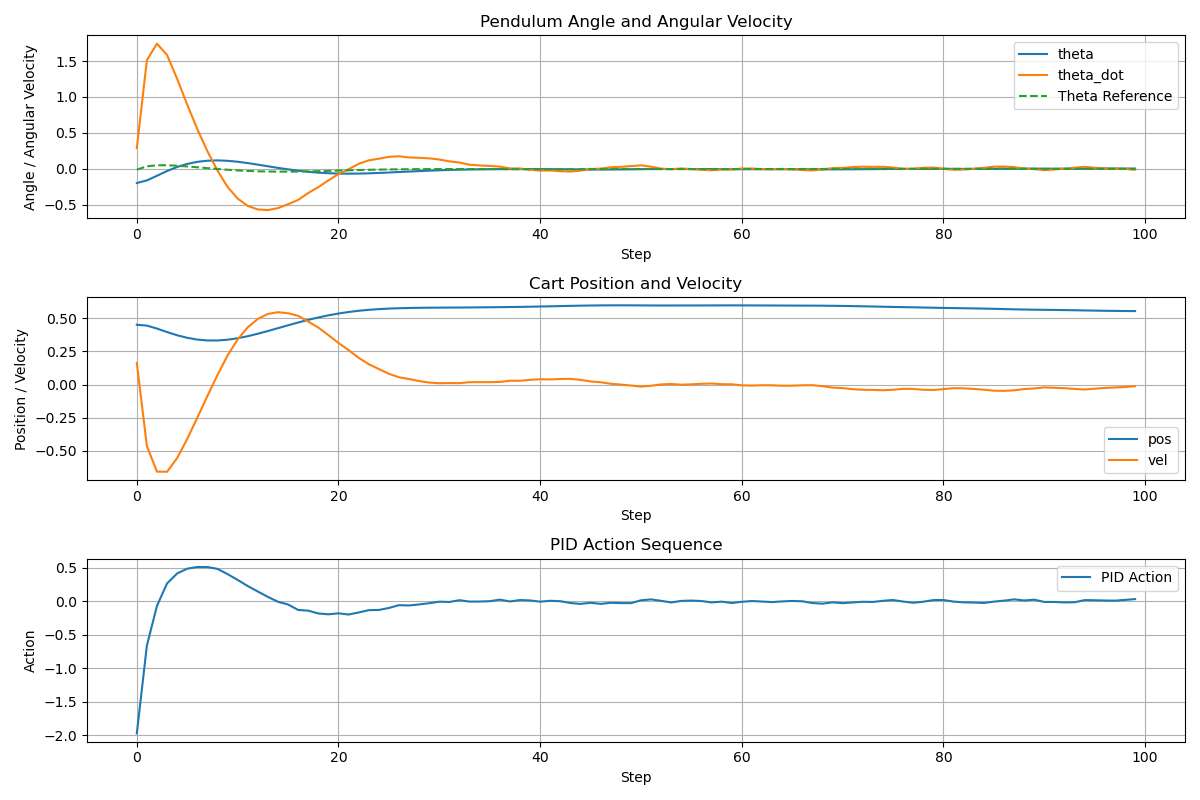 Pendulum Angle and Angular Velocity
Angle / Angular Velocity
1.5
1.0
0.5
0.0
−0.5
theta
theta_dot
Theta Reference
0 20 40 60 80 100
Step
Cart Position and Velocity
Position / Velocity
0.50
0.25
0.00
−0.25
−0.50
pos
vel
0 20 40 60 80 100
Step
PID Action Sequence
Action
0.5
0.0
−0.5
−1.0
−1.5
−2.0
PID Action
0 20 40 60 80 100
Step